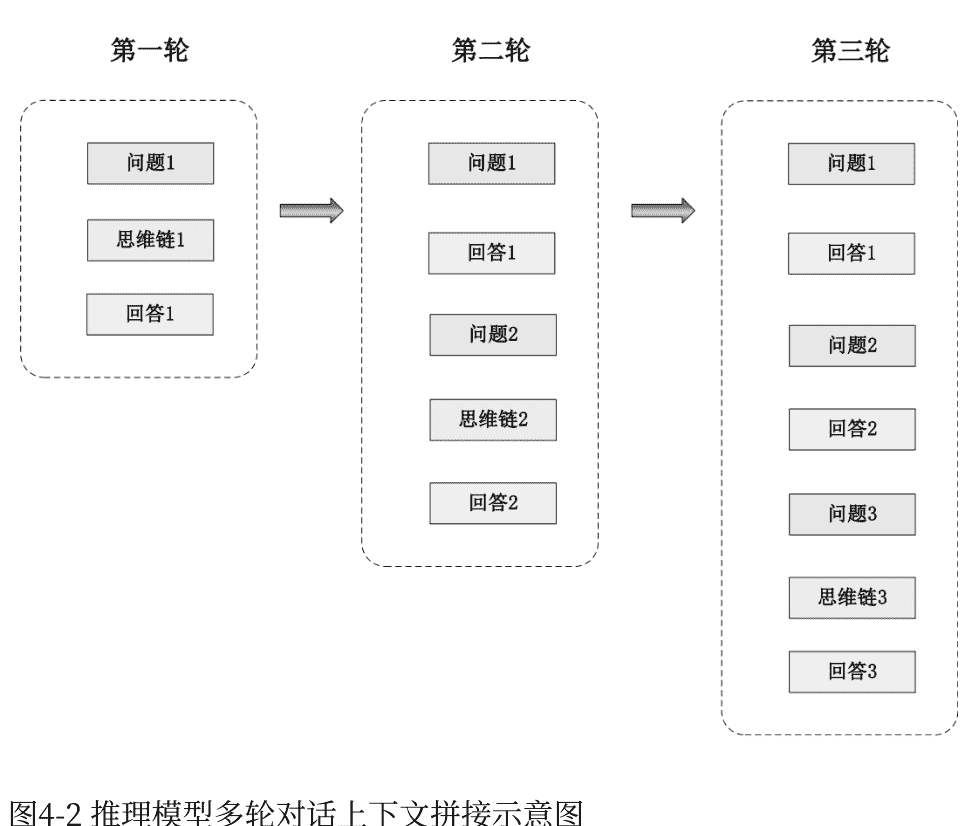 第一轮
问题1
思维链1
回答1
第二轮
问题1
回答1
问题2
思维链2
回答2
第三轮
问题1
回答1
问题2
回答2
问题3
思维链3
回答3
图4-2 推理模型多轮对话上下文拼接示意图